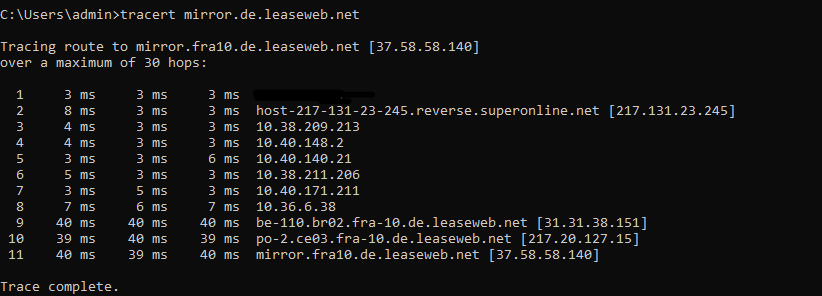 C:\Users\admin>tracert mirror.de.leaseweb.net
Tracing route to mirror.fra10.de.leaseweb.net [37.58.58.140]
over a maximum of 30 hops:
1 3 ms 3 ms 3 ms
2 8 ms 3 ms 3 ms host-217-131-23-245.reverse.superonline.net [217.131.23.245]
3 4 ms 3 ms 3 ms 10.38.209.213
4 4 ms 3 ms 3 ms 10.40.148.2
5 3 ms 3 ms 6 ms 10.40.140.21
6 5 ms 3 ms 3 ms 10.38.211.206
7 3 ms 5 ms 3 ms 10.40.171.211
8 7 ms 6 ms 7 ms 10.36.6.38
9 40 ms 40 ms 40 ms be-110.br02.fra-10.de.leaseweb.net [31.31.38.151]
10 39 ms 40 ms 39 ms po-2.ce03.fra-10.de.leaseweb.net [217.20.127.15]
11 40 ms 39 ms 40 ms mirror.fra10.de.leaseweb.net [37.58.58.140]
Trace complete.